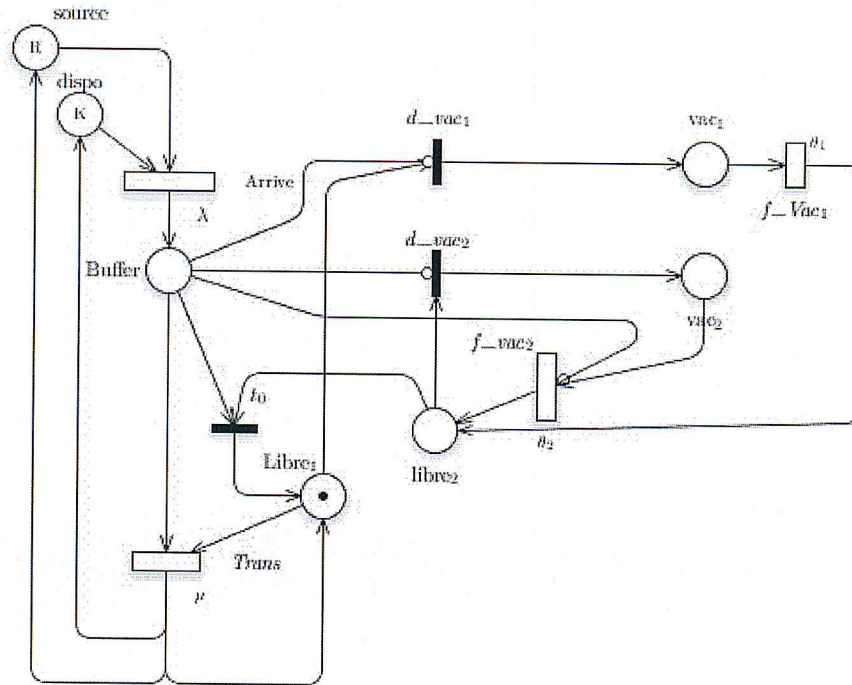 source
dispo
K
d_vac₁
vac₁
θ₁
Arrive
f_Vac₁
λ
d_vac₂
Buffer
vac₂
f_vac₂
t₀
θ₂
Libre₁
libre₂
Trans
μ